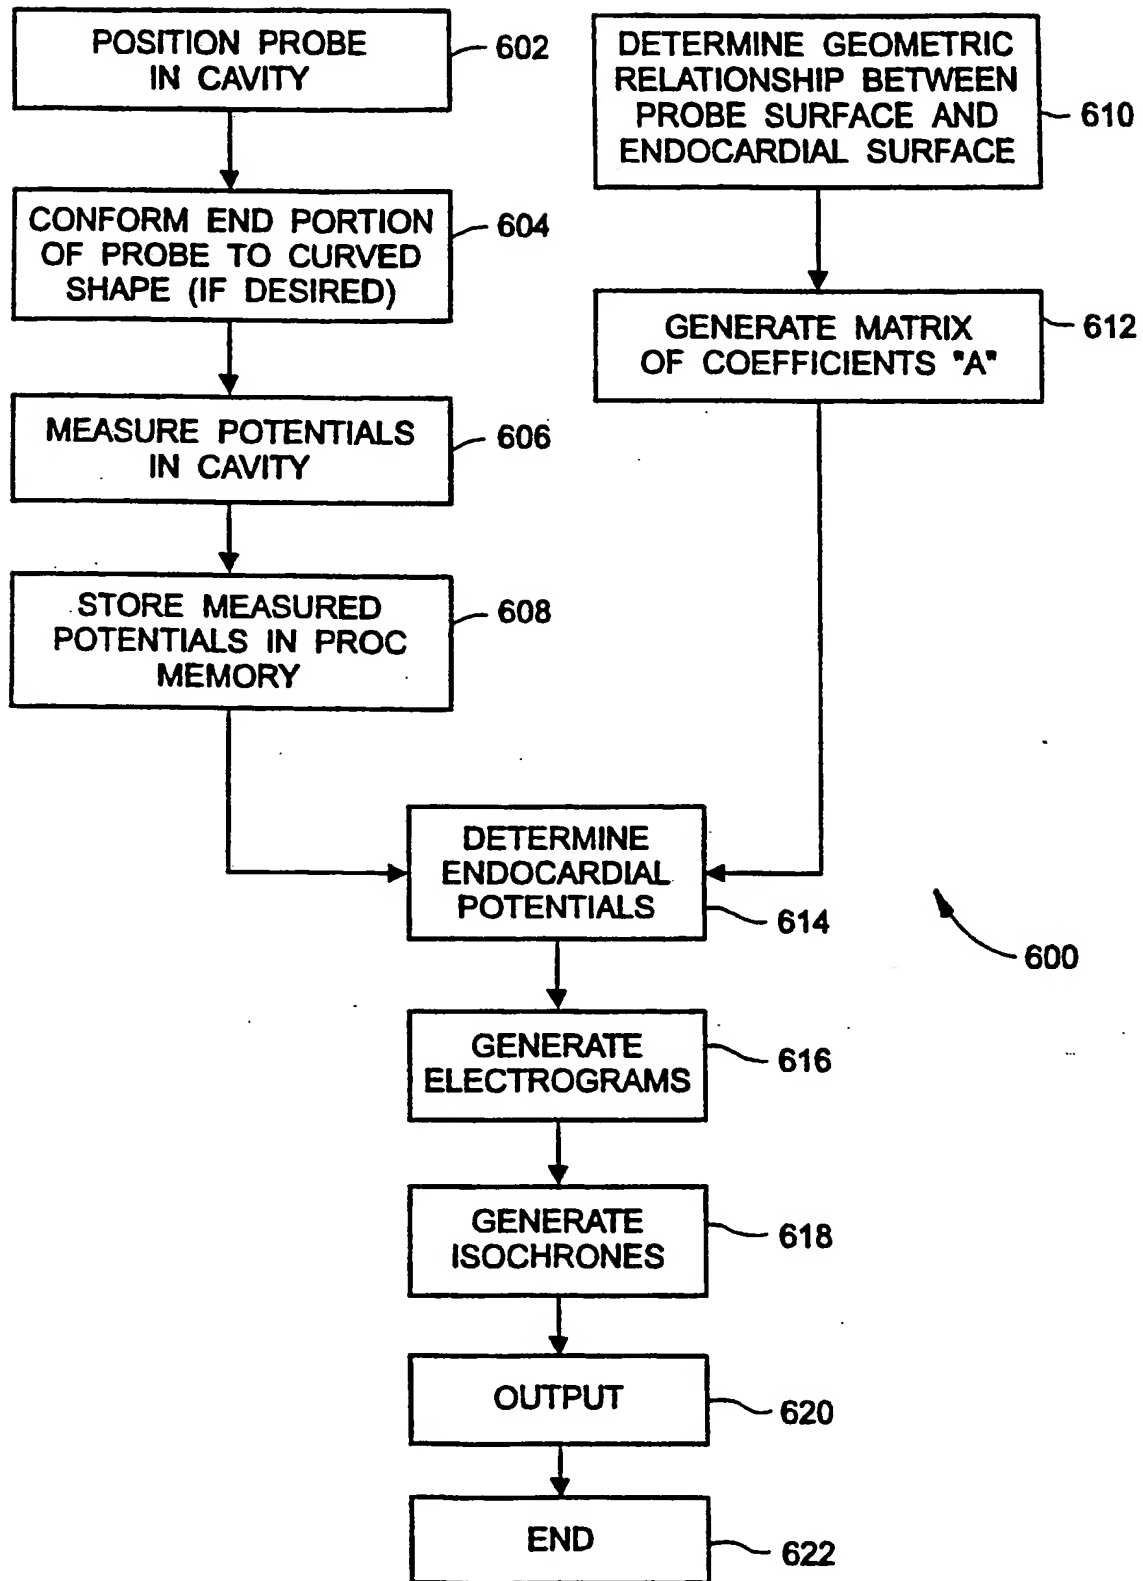 POSITION PROBE
IN CAVITY
602
CONFORM END PORTION
OF PROBE TO CURVED
SHAPE (IF DESIRED)
604
MEASURE POTENTIALS
IN CAVITY
606
STORE MEASURED
POTENTIALS IN PROC
MEMORY
608
DETERMINE GEOMETRIC
RELATIONSHIP BETWEEN
PROBE SURFACE AND
ENDOCARDIAL SURFACE
610
GENERATE MATRIX
OF COEFFICIENTS "A"
612
DETERMINE
ENDOCARDIAL
POTENTIALS
614
600
GENERATE
ELECTROGRAMS
616
GENERATE
ISOCHRONES
618
OUTPUT
620
END
622